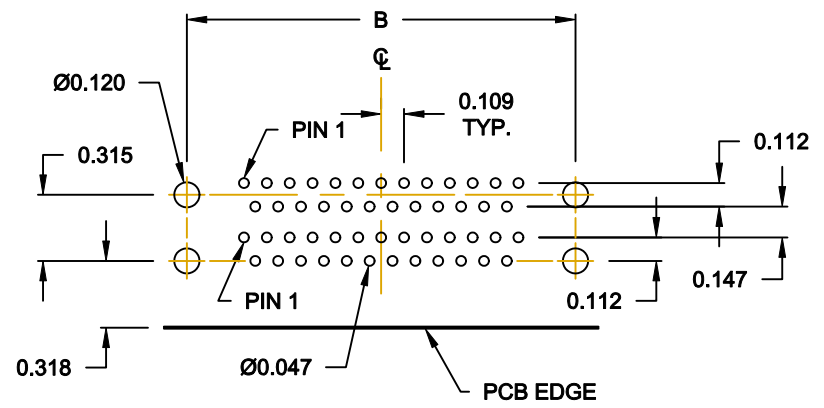 B
℄
Ø0.120
0.109
TYP.
PIN 1
0.112
0.315
0.147
PIN 1
0.112
0.318
Ø0.047
PCB EDGE